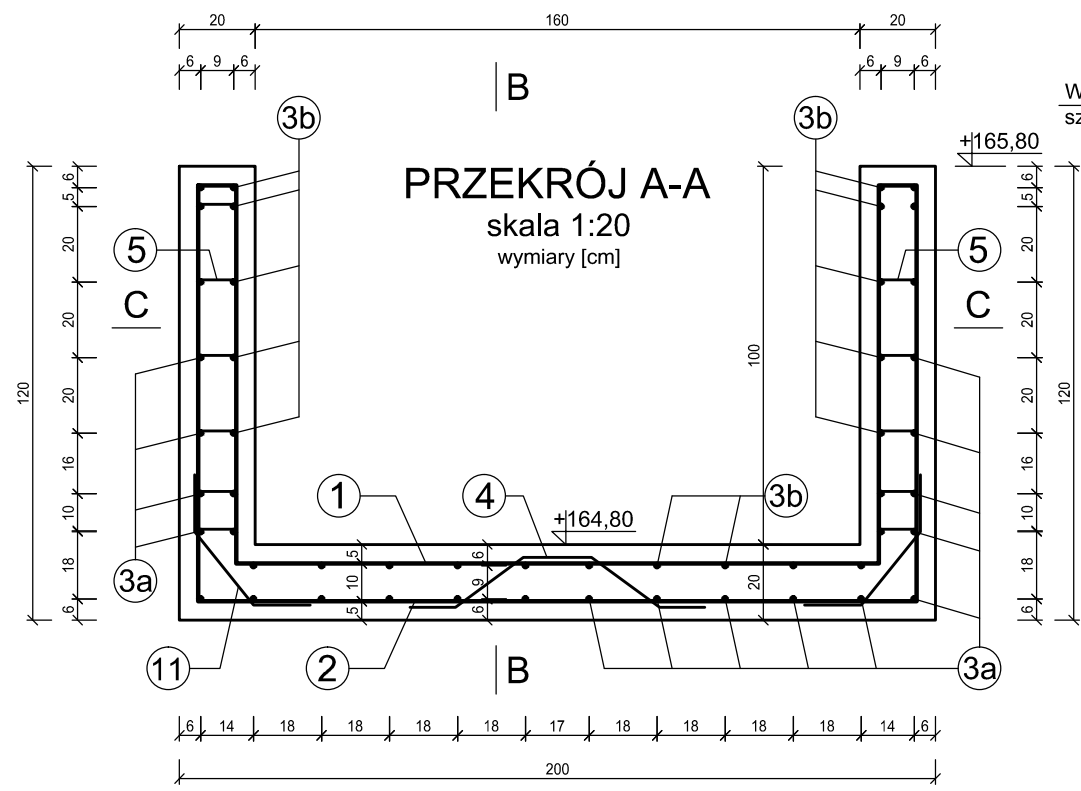 20 160 20
6 9 6 6 9 6
B
3b 3b
W
sz
+165,80
PRZEKRÓJ A-A
skala 1:20
wymiary [cm]
6 6
5 5
20 20
5 5
C C
20 20
100
120 120
20 20
16 16
1 4 3b
+164,80
10 10
5 6
18 10 9 20 18
3a
5 6
6 6
11 2 B 3a
6 14 18 18 18 18 17 18 18 18 18 14 6
200